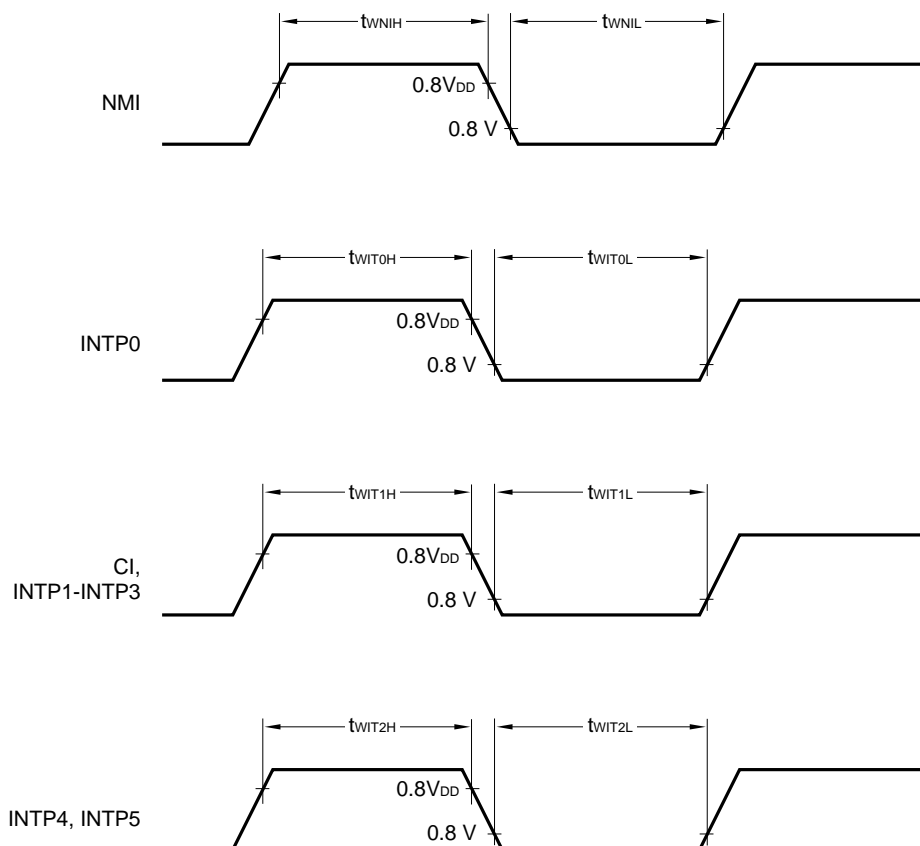 tWNIH tWNIL
NMI
0.8VDD
0.8 V
tWIT0H tWIT0L
INTP0
0.8VDD
0.8 V
tWIT1H tWIT1L
CI,
INTP1-INTP3
0.8VDD
0.8 V
tWIT2H tWIT2L
INTP4, INTP5
0.8VDD
0.8 V